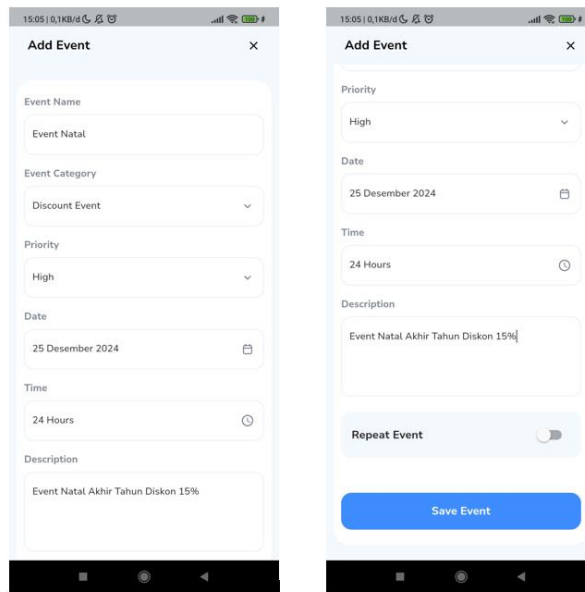 15:05 | 0,1KB/d
100
Add Event
Event Name
Event Natal
Event Category
Discount Event
Priority
High
Date
25 Desember 2024
Time
24 Hours
Description
Event Natal Akhir Tahun Diskon 15%
15:05 | 0,1KB/d
100
Add Event
Priority
High
Date
25 Desember 2024
Time
24 Hours
Description
Event Natal Akhir Tahun Diskon 15%
Repeat Event
Save Event